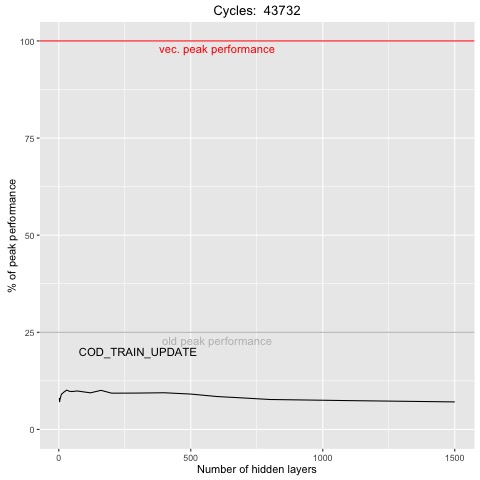 Cycles: 43732
100
vec. peak performance
75
% of peak performance
50
25
old peak performance
COD_TRAIN_UPDATE
0
0
500
1000
1500
Number of hidden layers